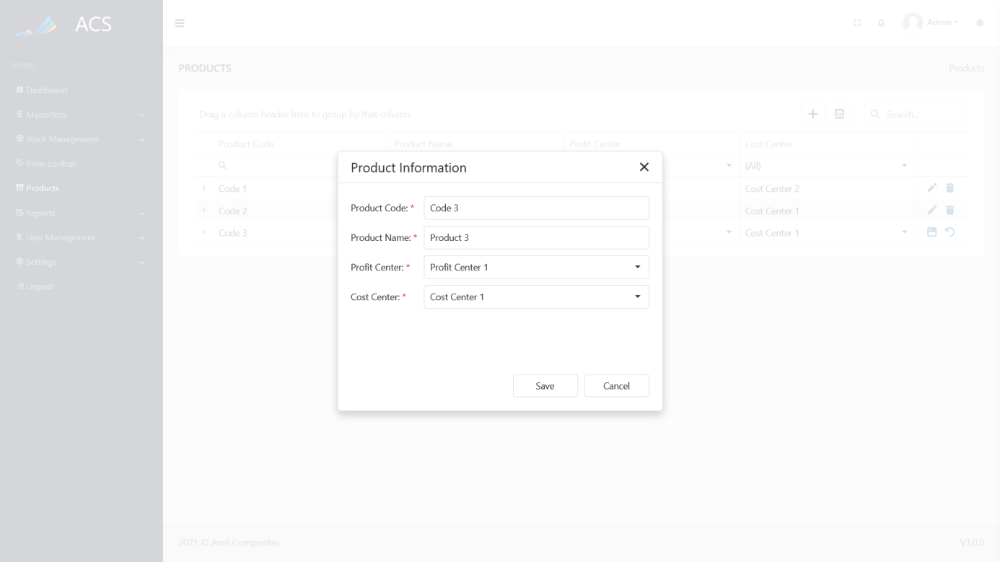 ACS
Admin
MENU
PRODUCTS
Products
Dashboard
Drag a column header here to group by that column
Search...
Masterlists
Stock Management
Product Code
Product Name
Profit Center
Cost Center
Price-Lookup
(All)
Product Information
Products
Code 1
Cost Center 2
Product Code: *
Code 3
Reports
Code 2
Cost Center 1
User Management
Code 3
Product Name: *
Product 3
Cost Center 1
Settings
Profit Center: *
Profit Center 1
Logout
Cost Center: *
Cost Center 1
Save
Cancel
2021 © Amfi Composites.
V1.0.0